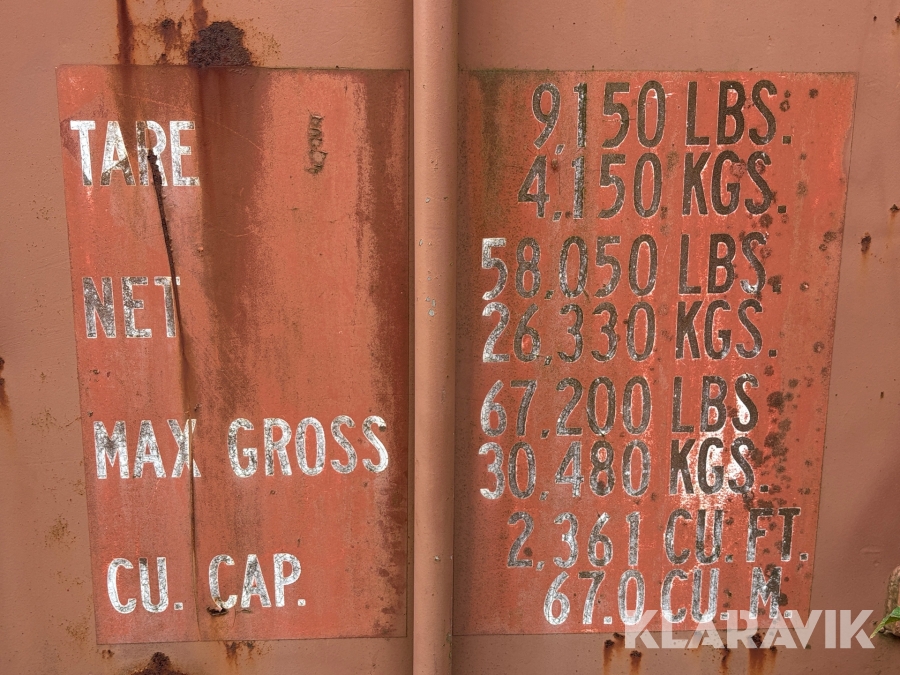 TARE 9,150 LBS.
4,150 KGS.
NET 58,050 LBS.
26,330 KGS.
MAX GROSS 67,200 LBS
30,480 KGS.
CU. CAP. 2,361 CU.FT.
67.0 CU.M.
KLARAVIK